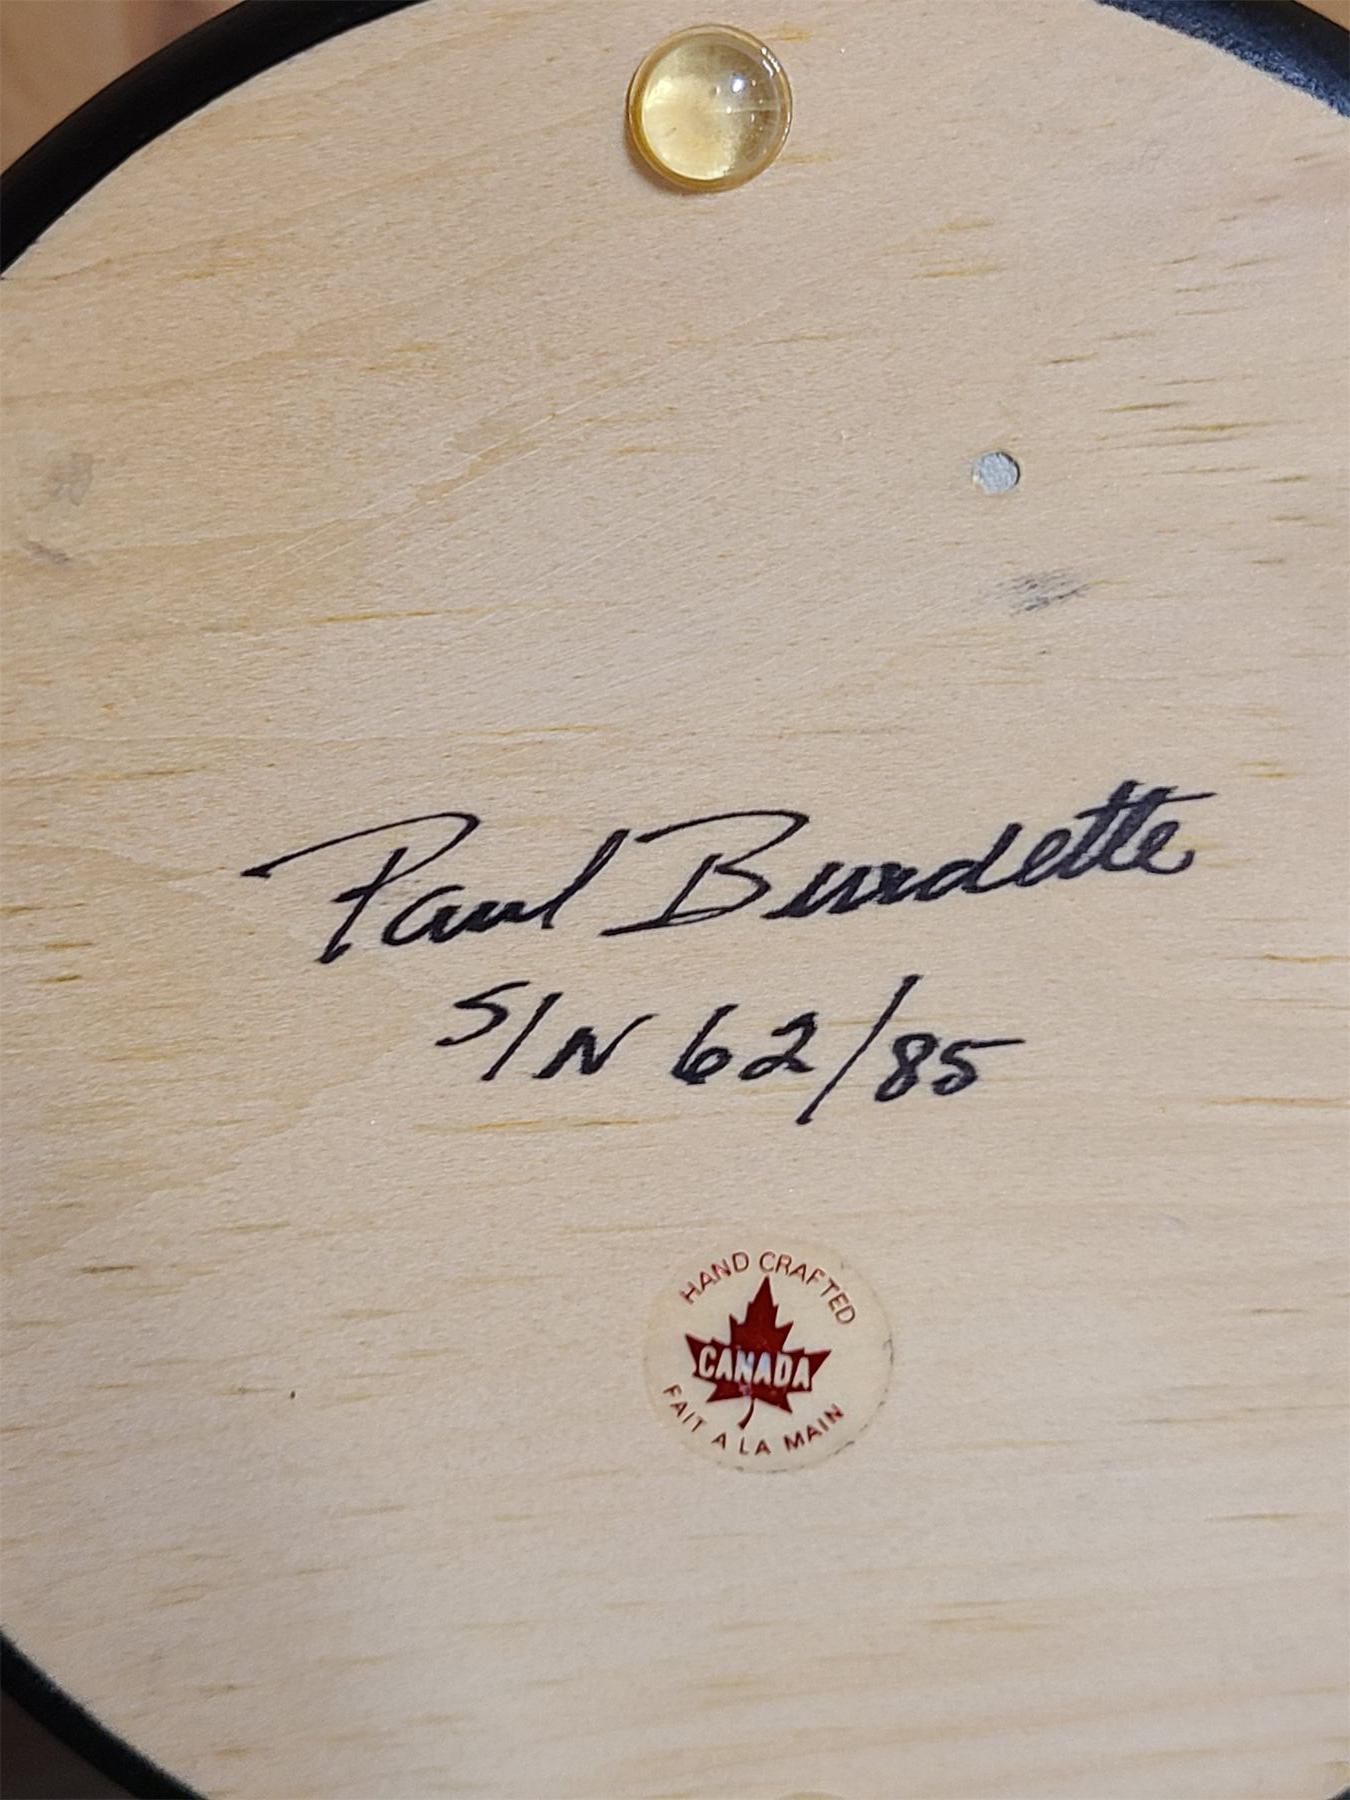 Paul Burdette
S/N 62/85
HAND CRAFTED
CANADA
FAIT A LA MAIN